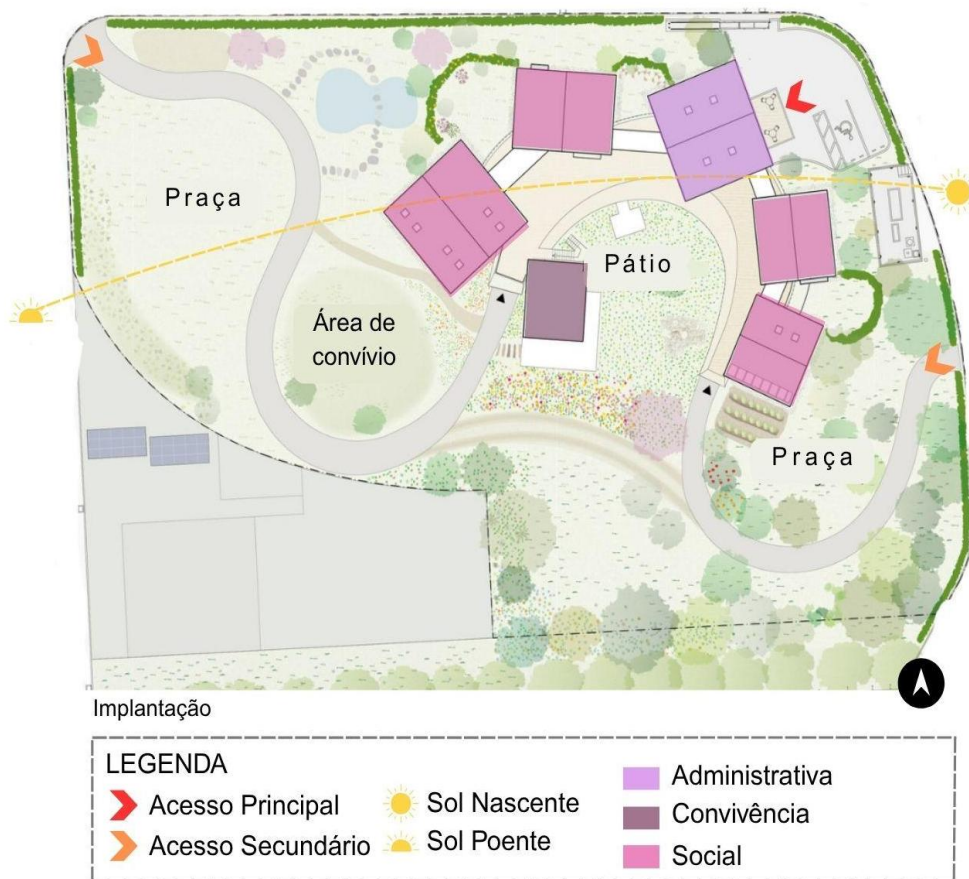 Praça
Pátio
Área de
convívio
Praça
Implantação
LEGENDA
Acesso Principal
Acesso Secundário
Sol Nascente
Sol Poente
Administrativa
Convivência
Social